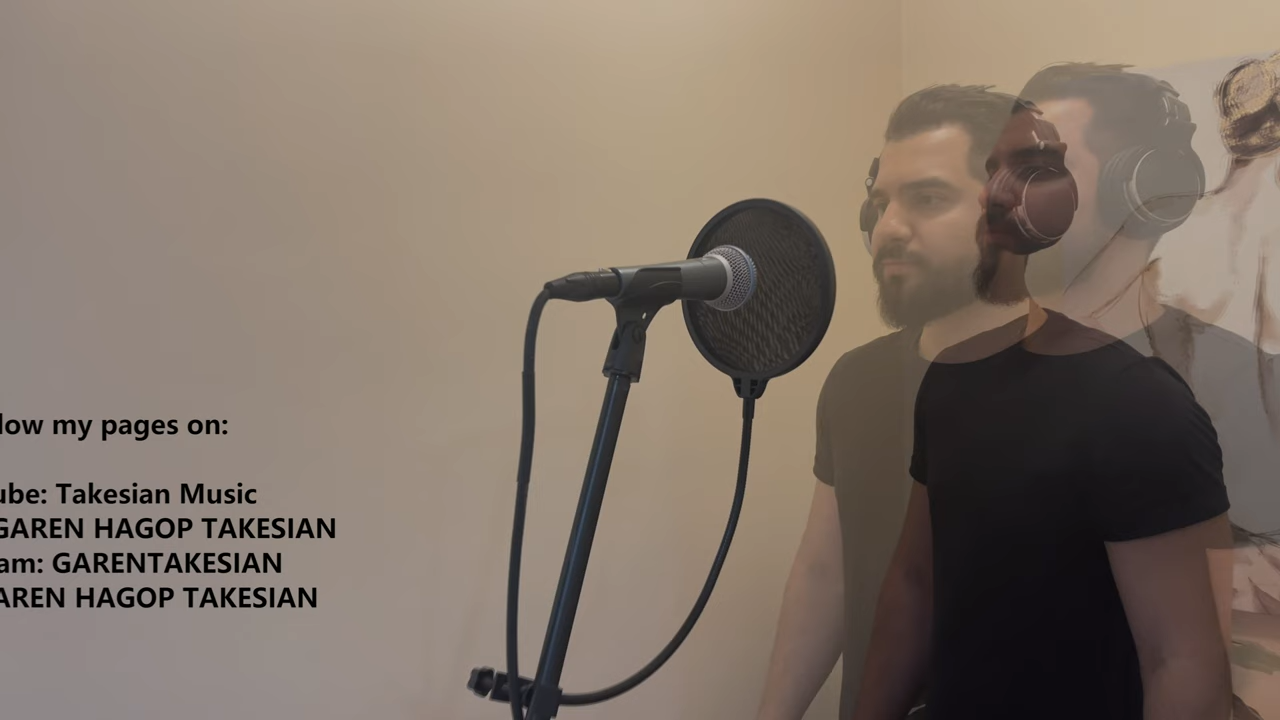 low my pages on:
ube: Takesian Music
GAREN HAGOP TAKESIAN
am: GARENTAKESIAN
AREN HAGOP TAKESIAN